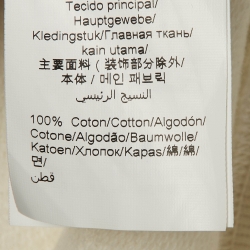 Tecido principal/
Hauptgewebe/
Kledingstuk/Главная ткань/
kain utama/
主要面料（装饰部分除外/
本体/메인 패브릭
النسيج الرئيسي
100% Coton/Cotton/Algodón/
Cotone/Algodão/Baumwolle/
Katoen/Хлопок/Kapas/綿/綿/
면/
قطن